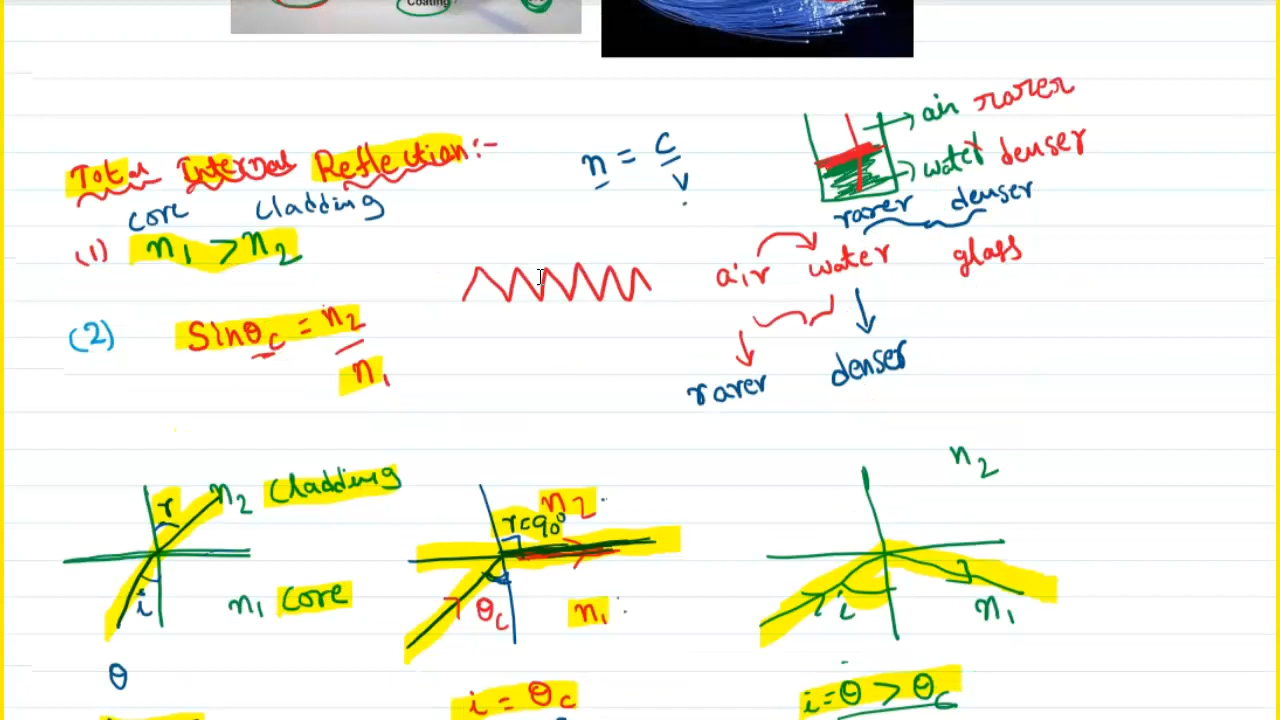 Coating
Total Internal Reflection:-
core cladding
(1) n1 > n2
(2) Sinθc = n2
n1
n = c
v
air rarer
water denser
rarer denser
air water glass
rarer denser
n2 Cladding
r
i
n1 core
θ
n2
r=90°
θc
n1
i = θc
n2
i
n1
i=θ > θc